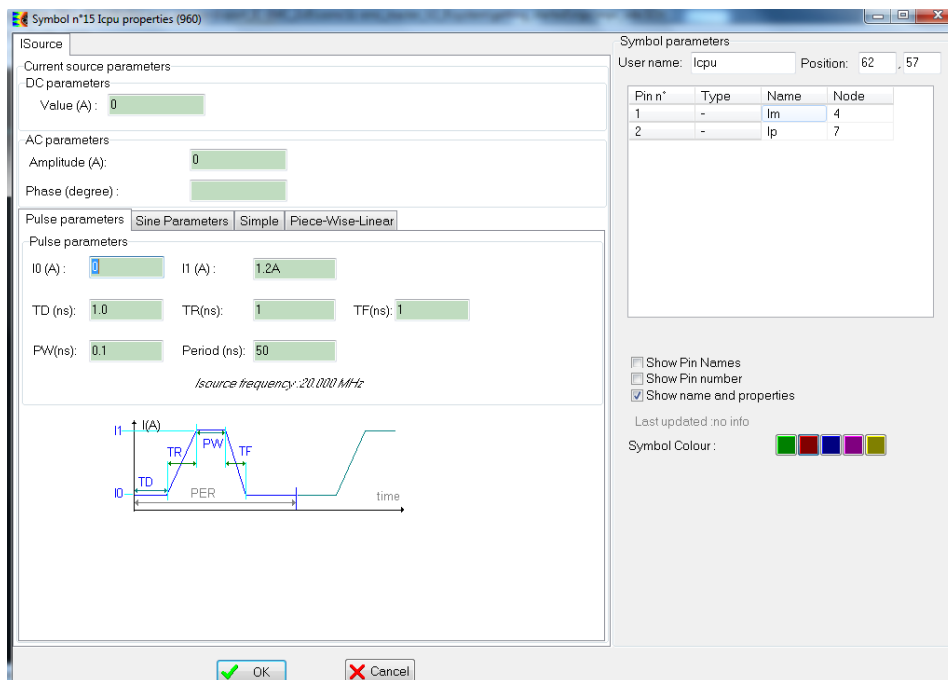 Symbol n°15 Icpu properties (960)
ISource
Current source parameters
DC parameters
Value (A) : 0
AC parameters
Amplitude (A): 0
Phase (degree) :
Pulse parameters Sine Parameters Simple Piece-Wise-Linear
Pulse parameters
I0 (A) : 0 I1 (A) : 1.2A
TD (ns): 1.0 TR(ns): 1 TF(ns): 1
PW(ns): 0.1 Period (ns): 50
Isource frequency:20.000 MHz
I1 I(A)
TR PW TF
TD
I0 PER time
OK Cancel
Symbol parameters
User name: Icpu Position: 62 , 57
Pin n° Type Name Node
1 - Im 4
2 - Ip 7
Show Pin Names
Show Pin number
Show name and properties
Last updated :no info
Symbol Colour :